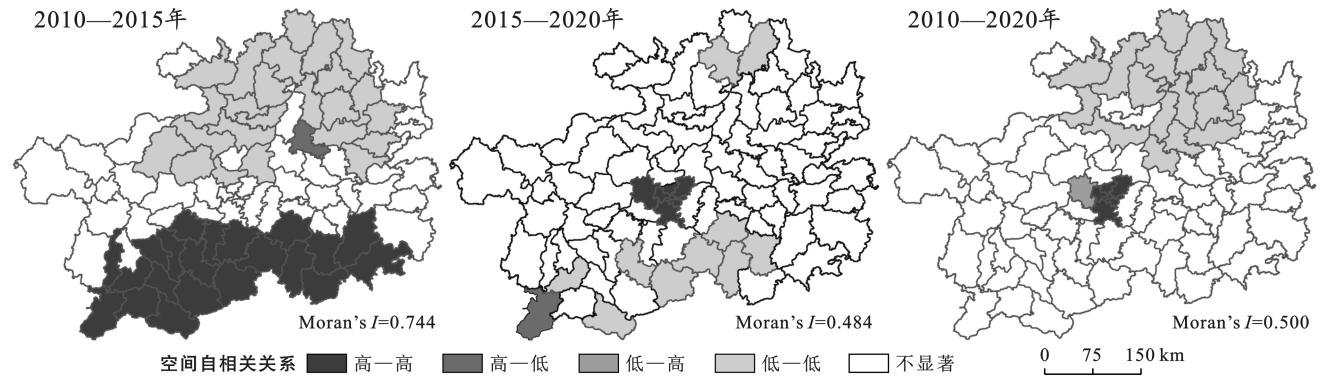 2010—2015年
2015—2020年
2010—2020年
Moran's I=0.744
Moran's I=0.484
Moran's I=0.500
空间自相关关系 高—高 高—低 低—高 低—低 不显著
0 75 150 km